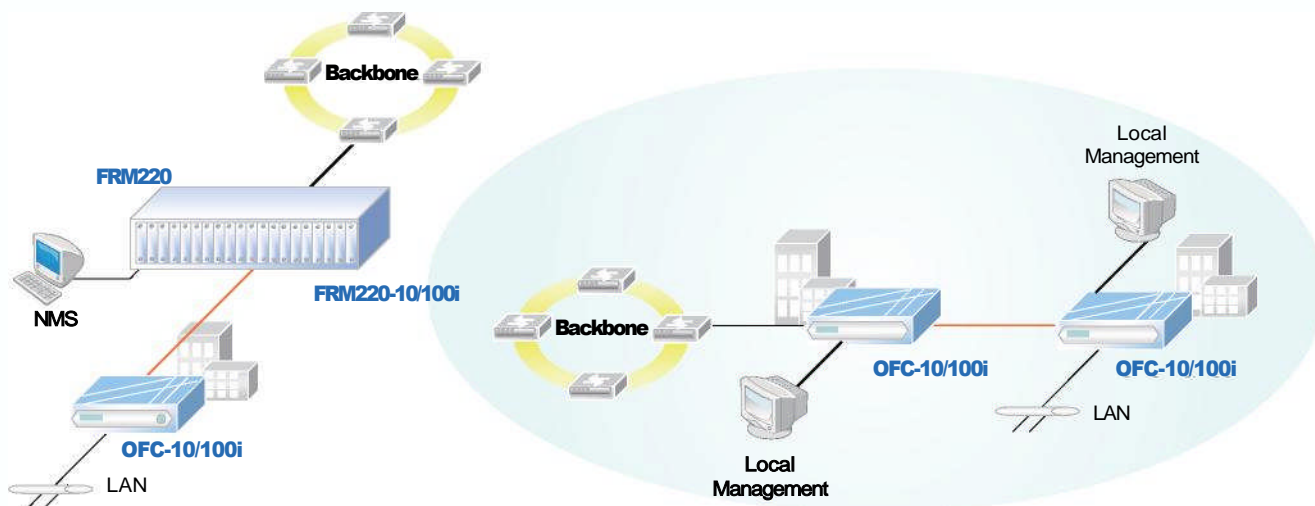 Backbone
FRM220
FRM220-10/100i
NMS
OFC-10/100i
LAN
Local
Management
Backbone
OFC-10/100i
OFC-10/100i
LAN
Local
Management